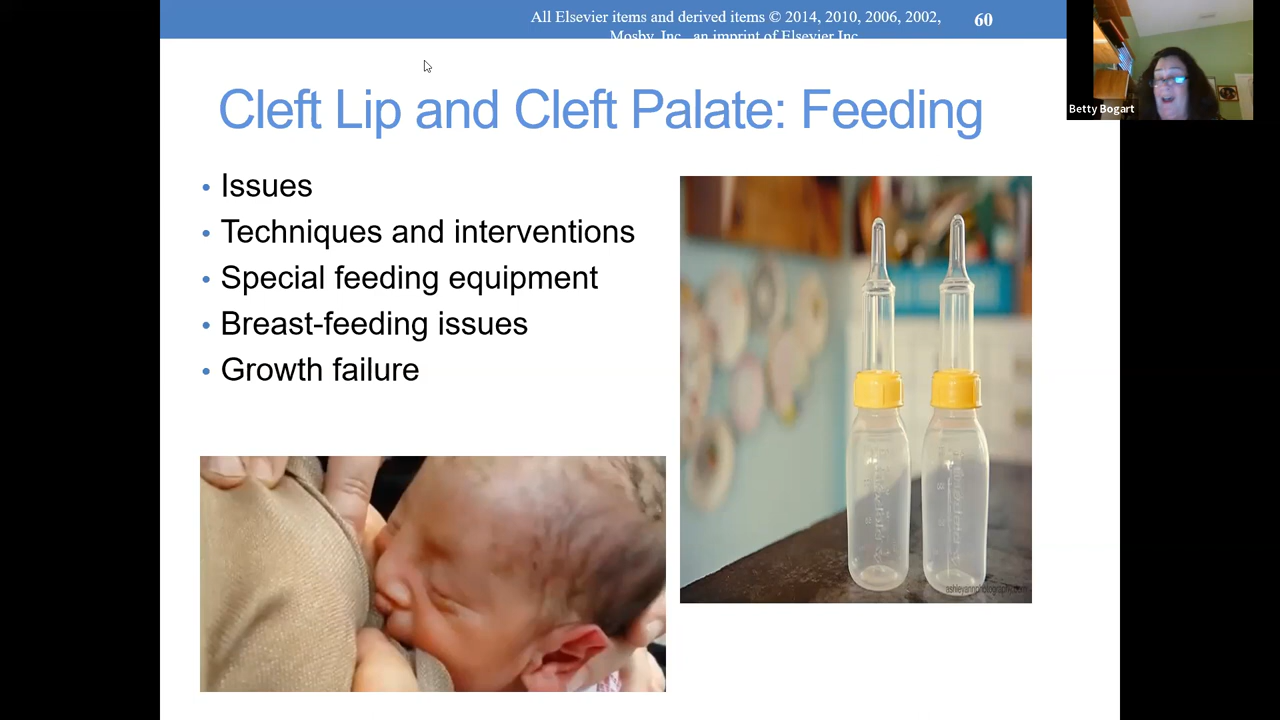 All Elsevier items and derived items © 2014, 2010, 2006, 2002,
Mosby, Inc., an imprint of Elsevier Inc.
60
Betty Bogart
Cleft Lip and Cleft Palate: Feeding
• Issues
• Techniques and interventions
• Special feeding equipment
• Breast-feeding issues
• Growth failure
ashleyannphotography.com